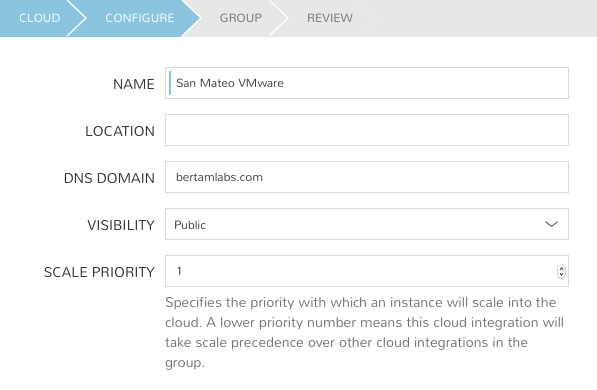 CLOUD CONFIGURE GROUP REVIEW
NAME San Mateo VMware
LOCATION
DNS DOMAIN bertamlabs.com
VISIBILITY Public
SCALE PRIORITY 1
Specifies the priority with which an instance will scale into the
cloud. A lower priority number means this cloud integration will
take scale precedence over other cloud integrations in the
group.